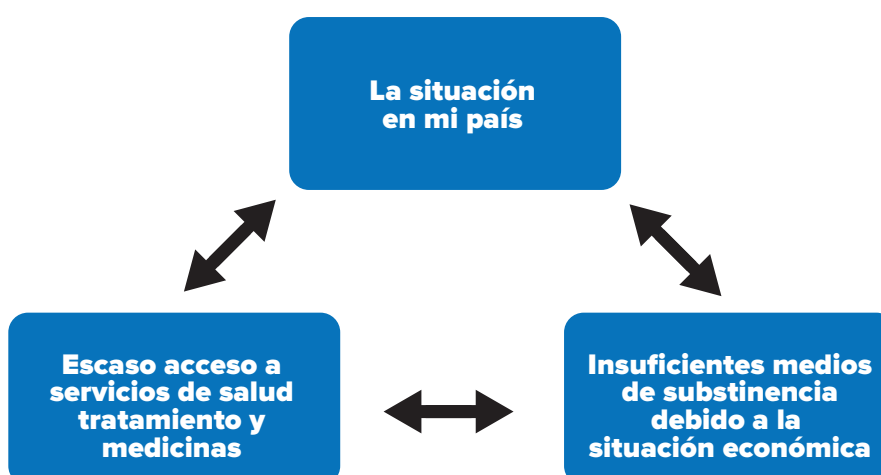 La situación
en mi país
Escaso acceso a
servicios de salud
tratamiento y
medicinas
Insuficientes medios
de substinencia
debido a la
situación económica